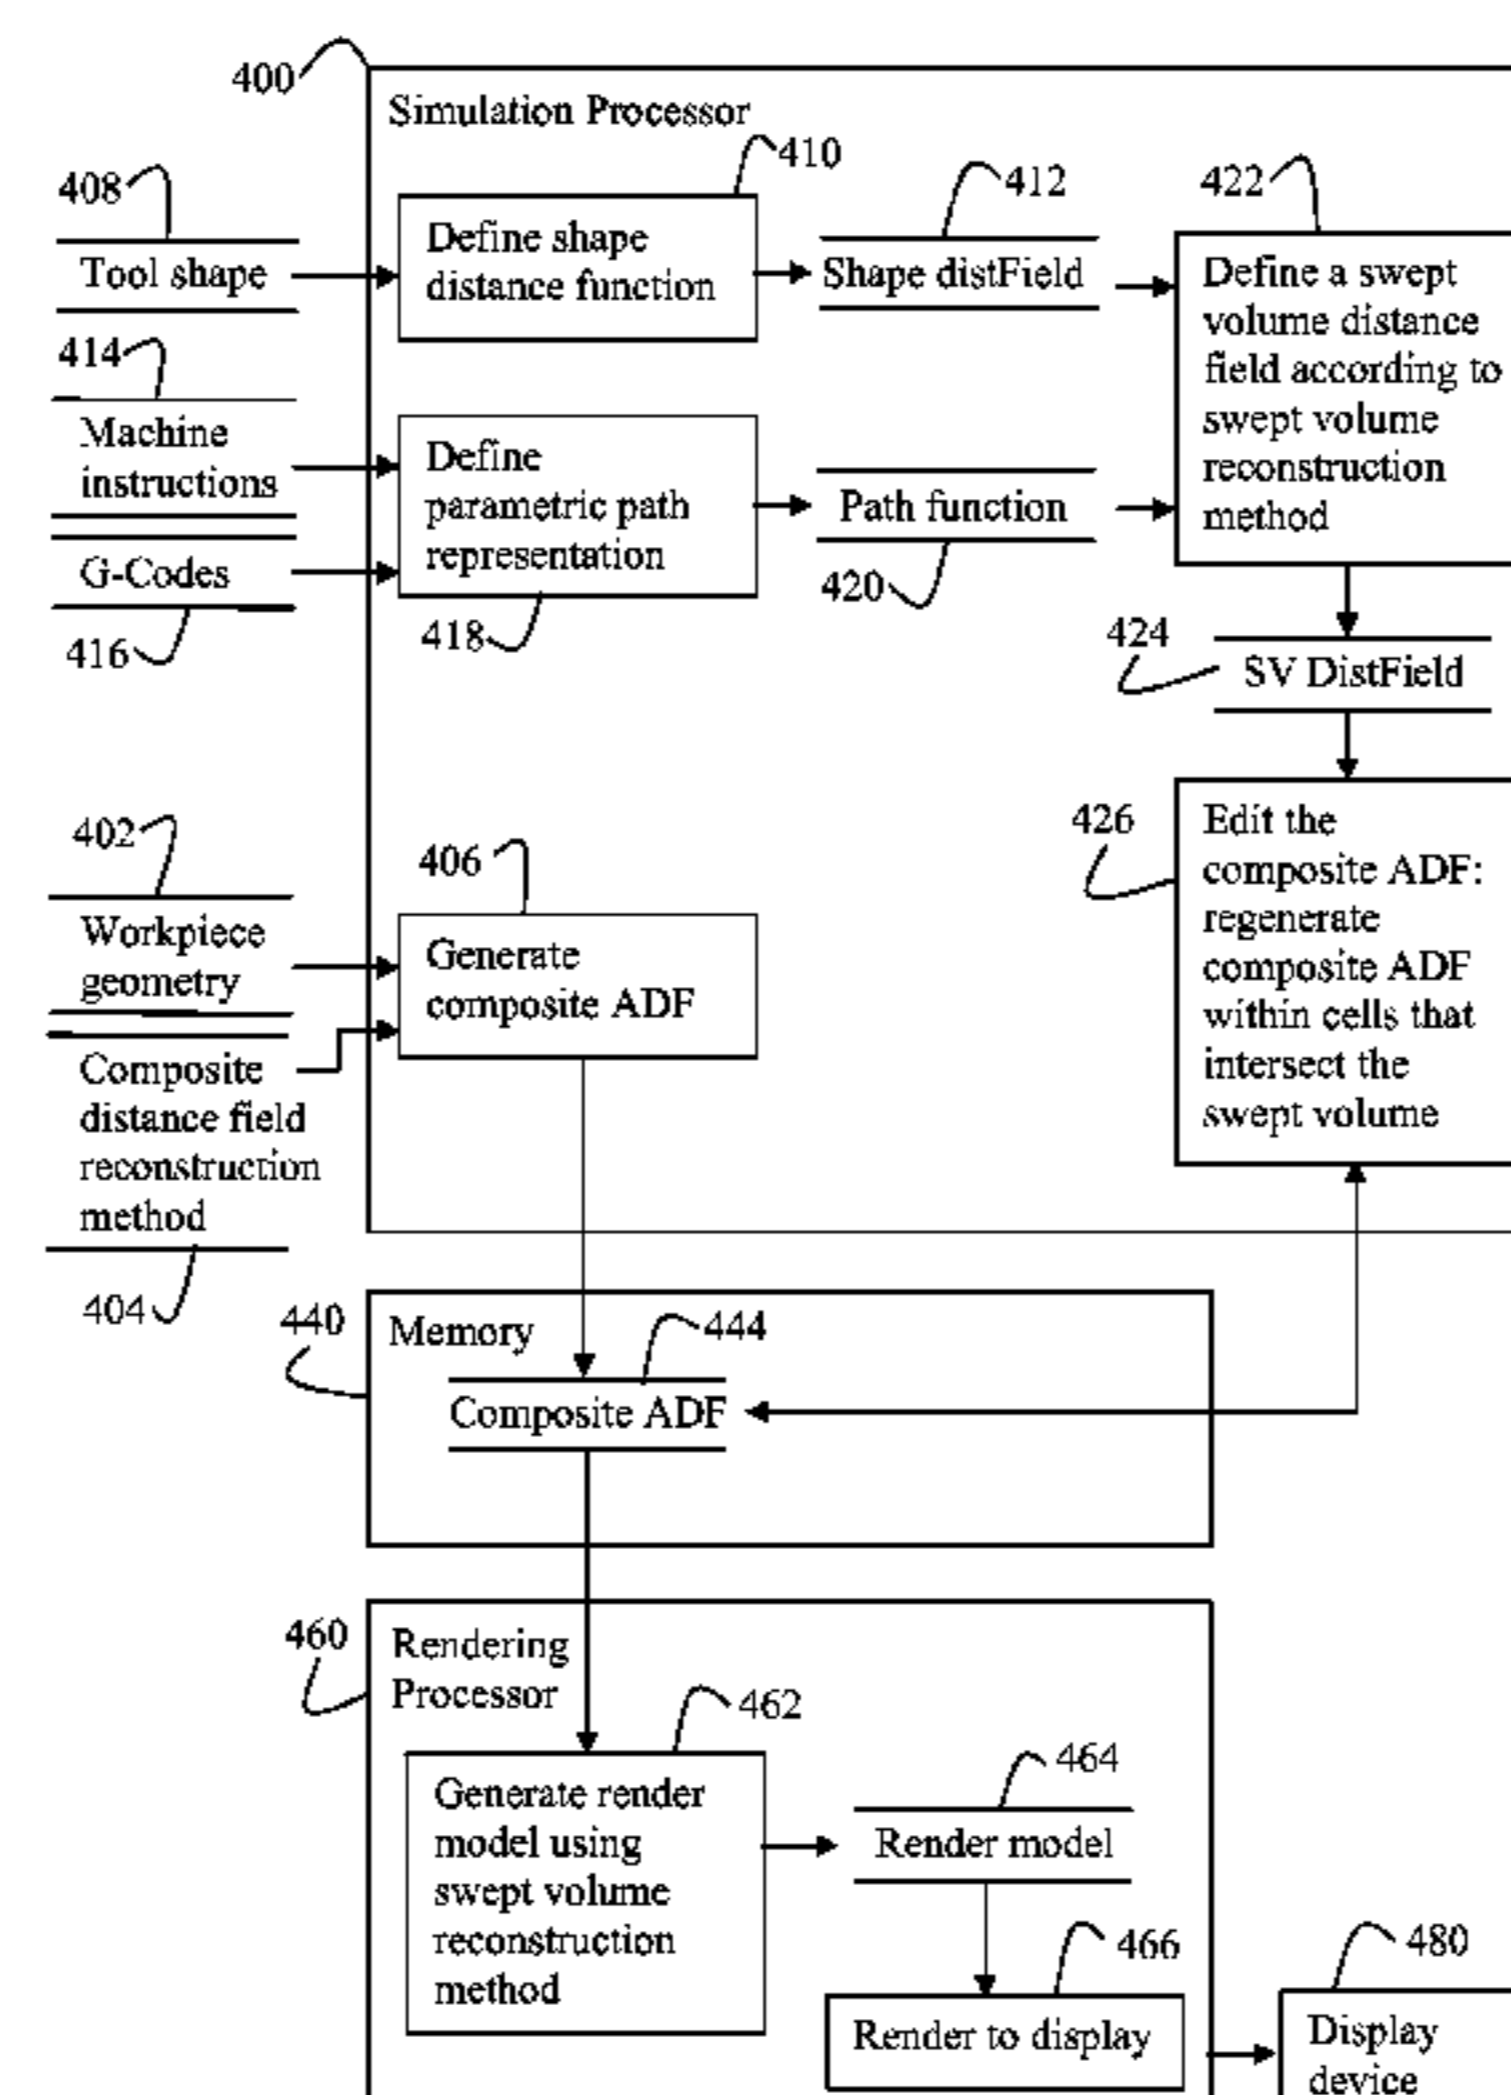 400
Simulation Processor
410
408
412
422
Tool shape
Define shape
distance function
Shape distField
Define a swept
volume distance
field according to
swept volume
reconstruction
method
414
Machine
instructions
G-Codes
416
Define
parametric path
representation
418
Path function
420
424
SV DistField
402
406
426
Workpiece
geometry
Generate
composite ADF
Edit the
composite ADF:
regenerate
composite ADF
within cells that
intersect the
swept volume
Composite
distance field
reconstruction
method
404
440
Memory
444
Composite ADF
460
Rendering
Processor
462
464
Generate render
model using
swept volume
reconstruction
method
Render model
466
480
Render to display
Display
device